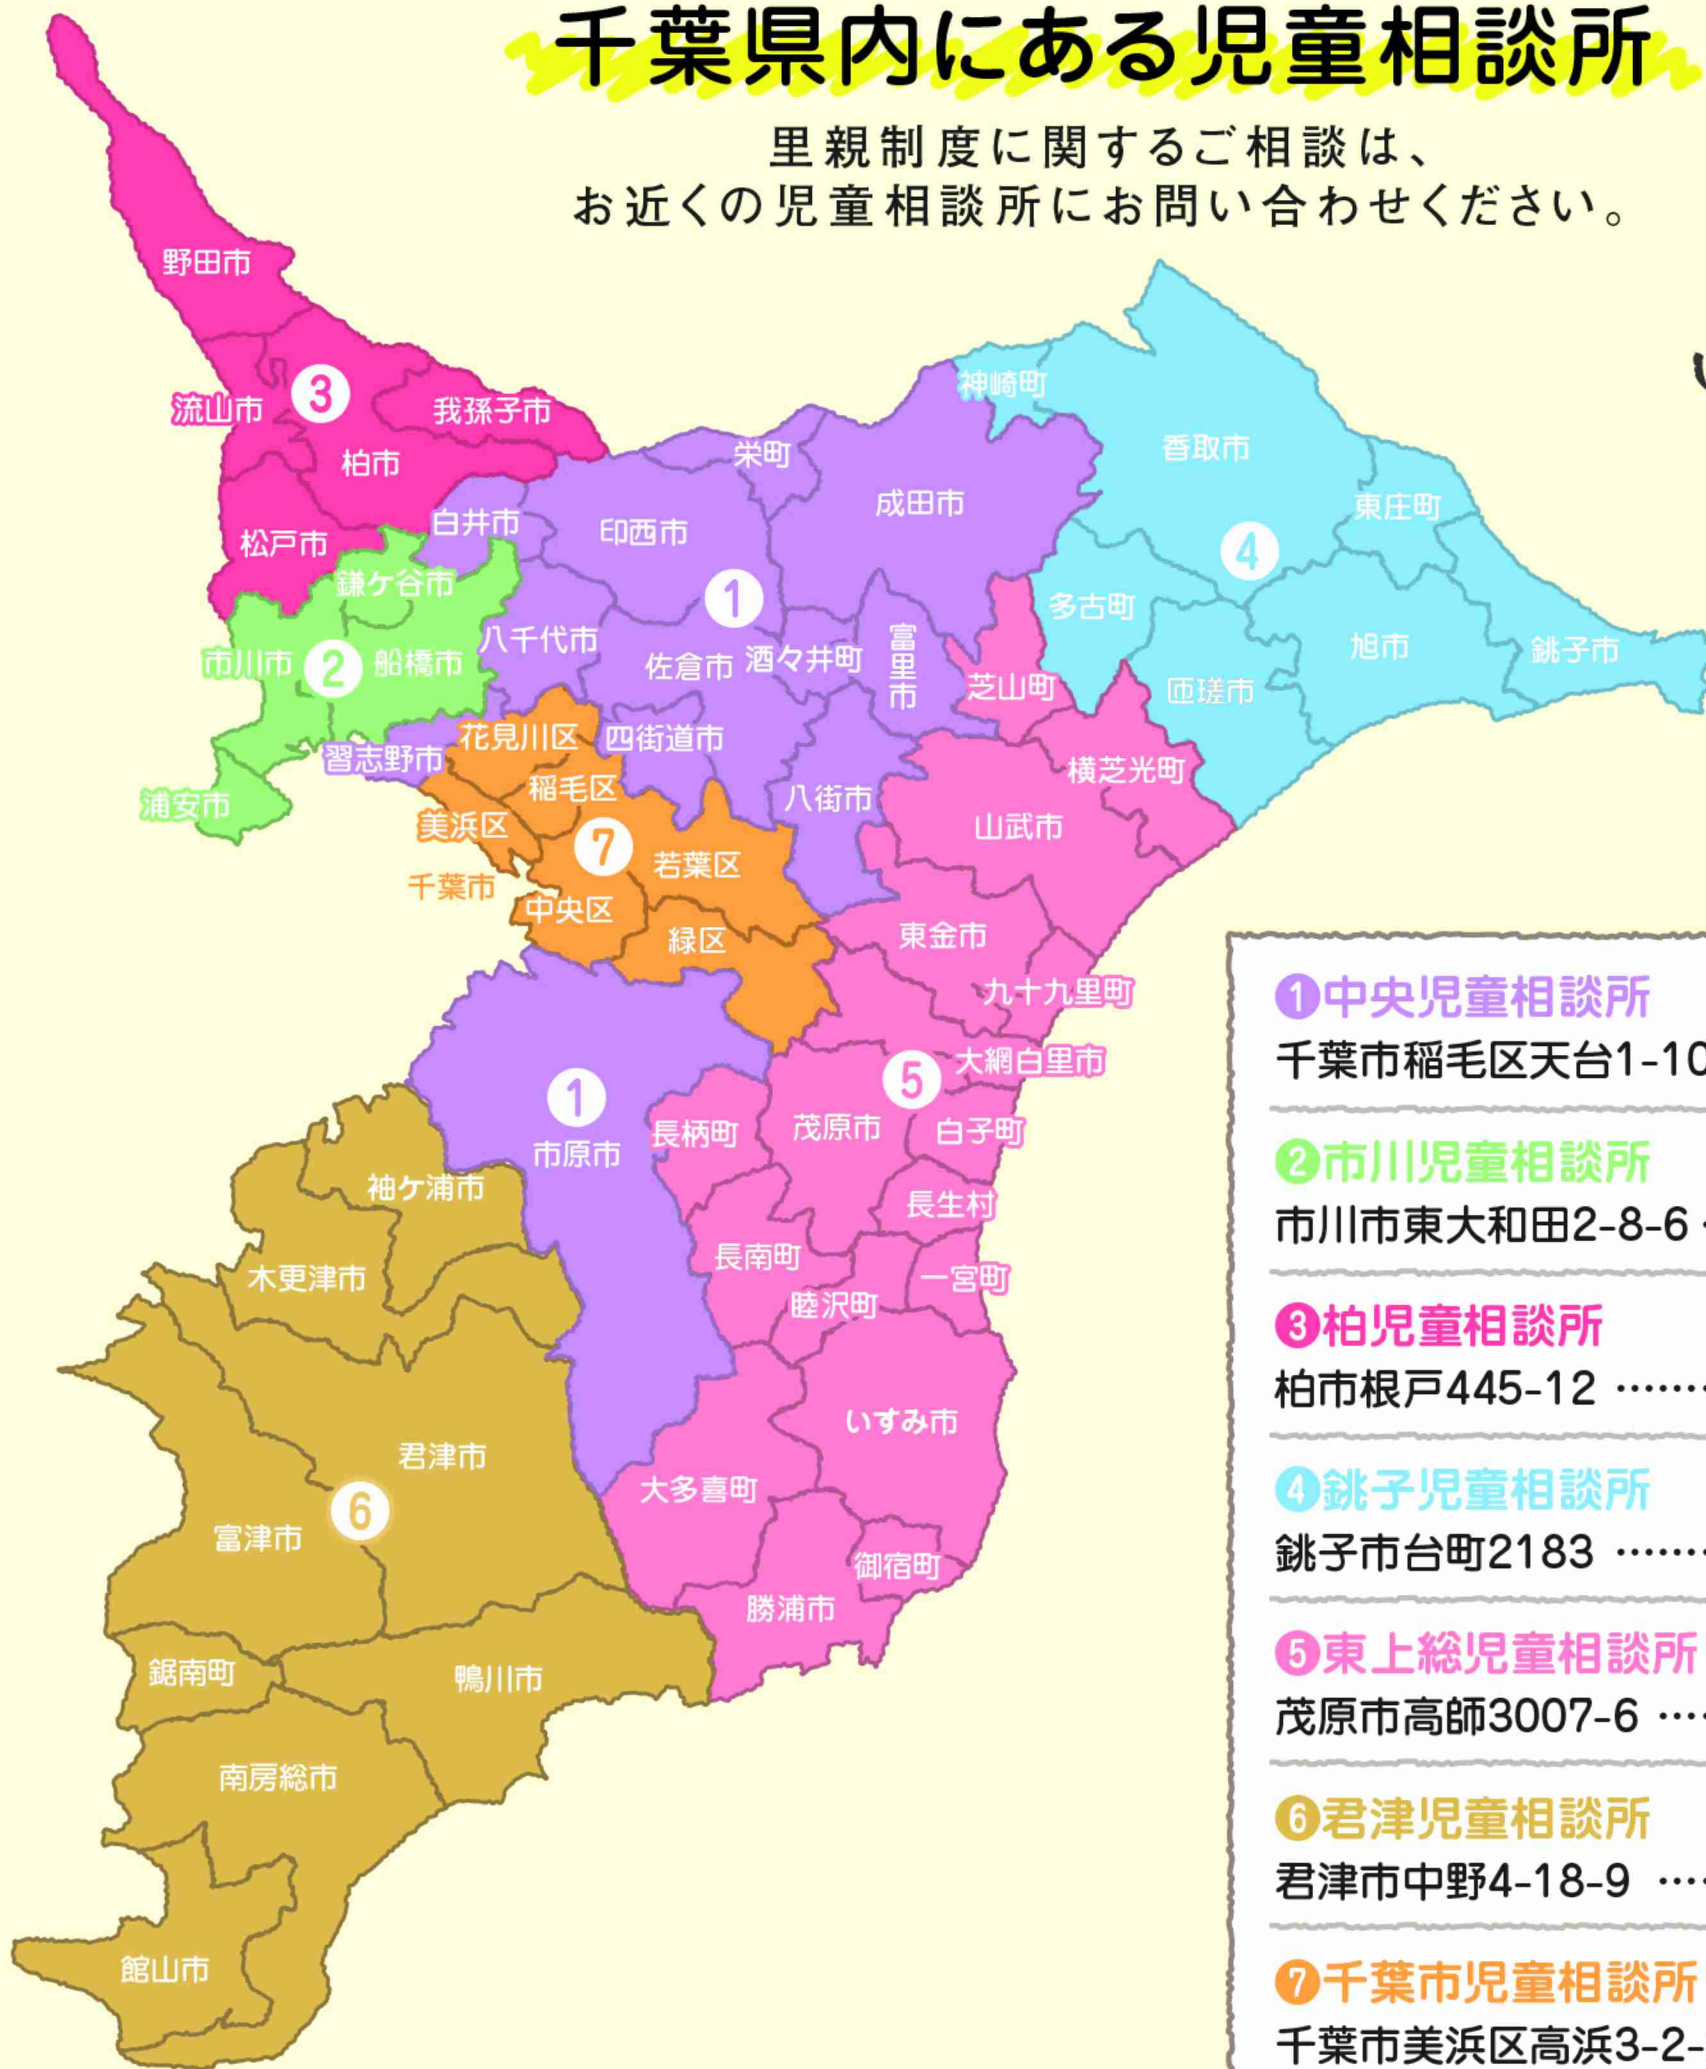 千葉県内にある児童相談所
里親制度に関するご相談は、
お近くの児童相談所にお問い合わせください。
野田市
流山市
3
我孫子市
柏市
松戸市
神崎町
香取市
東庄町
4
多古町
旭市
銚子市
匝瑳市
栄町
成田市
白井市
印西市
1
八千代市
佐倉市
酒々井町
富里市
四街道市
習志野市
八街市
鎌ケ谷市
市川市
2
船橋市
浦安市
花見川区
稲毛区
美浜区
7
若葉区
千葉市
中央区
緑区
芝山町
横芝光町
山武市
東金市
九十九里町
大網白里市
5
茂原市
白子町
長柄町
長生村
長南町
一宮町
睦沢町
いすみ市
大多喜町
御宿町
勝浦市
1
市原市
袖ケ浦市
木更津市
君津市
6
富津市
鋸南町
鴨川市
南房総市
館山市
❶中央児童相談所
千葉市稲毛区天台1-10
❷市川児童相談所
市川市東大和田2-8-6
❸柏児童相談所
柏市根戸445-12 ……
❹銚子児童相談所
銚子市台町2183 ……
❺東上総児童相談所
茂原市高師3007-6 …
❻君津児童相談所
君津市中野4-18-9 …
❼千葉市児童相談所
千葉市美浜区高浜3-2-